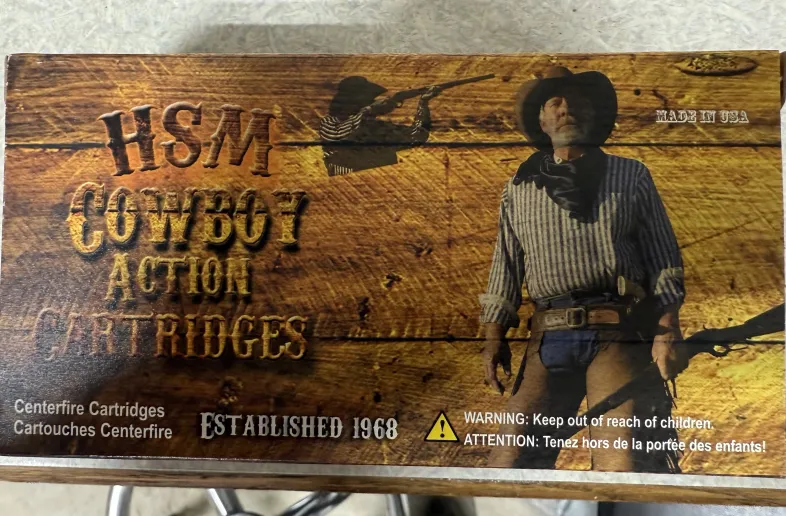 HSM
COWBOY
ACTION
CARTRIDGES
MADE IN USA
Centerfire Cartridges
Cartouches Centerfire
ESTABLISHED 1968
WARNING: Keep out of reach of children.
ATTENTION: Tenez hors de la portée des enfants!